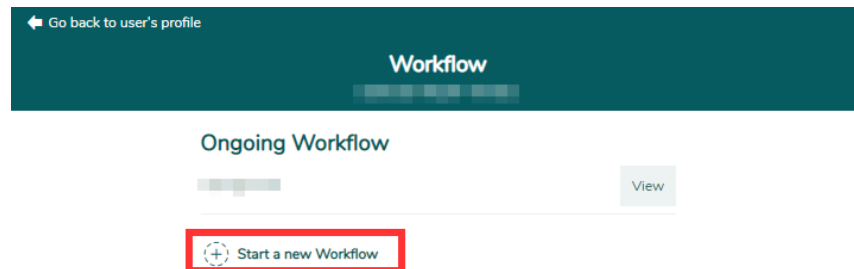 Go back to user's profile
Workflow
Ongoing Workflow
View
Start a new Workflow